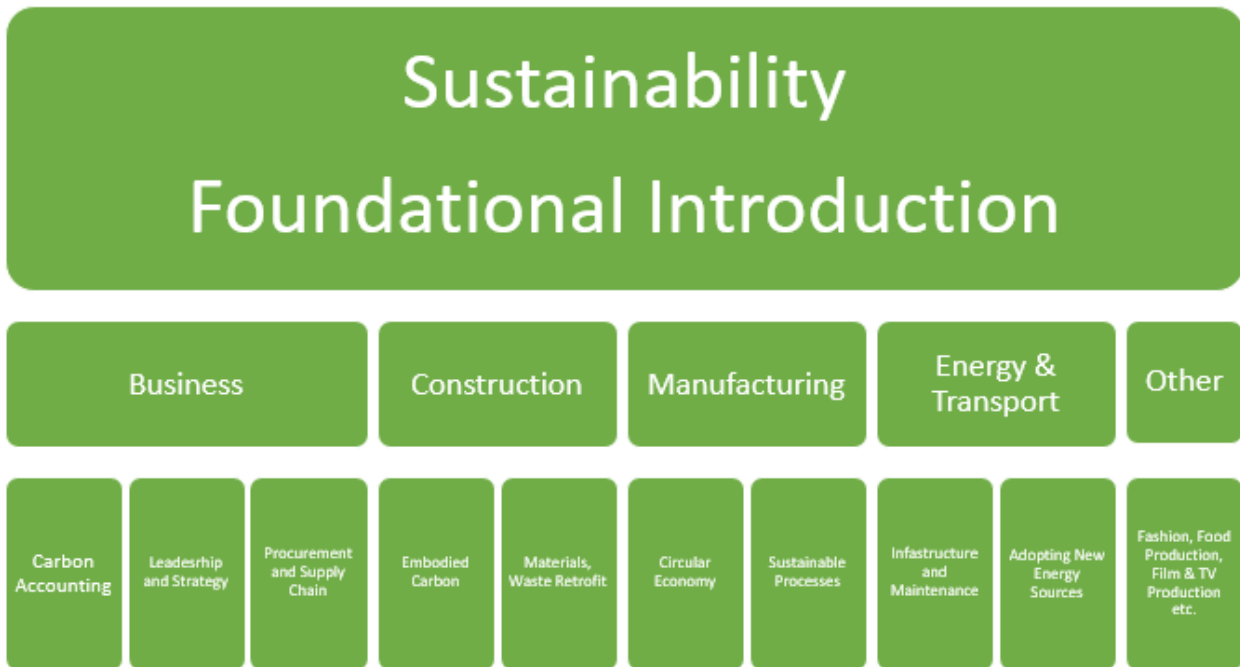 Sustainability
Foundational Introduction
Business
Construction
Manufacturing
Energy &
Transport
Other
Carbon
Accounting
Leadesrhip
and Strategy
Procurement
and Supply
Chain
Embodied
Carbon
Materials,
Waste Retrofit
Circular
Economy
Sustainable
Processes
Infastructure
and
Maintenance
Adopting New
Energy
Sources
Fashion, Food
Production,
Film & TV
Production
etc.